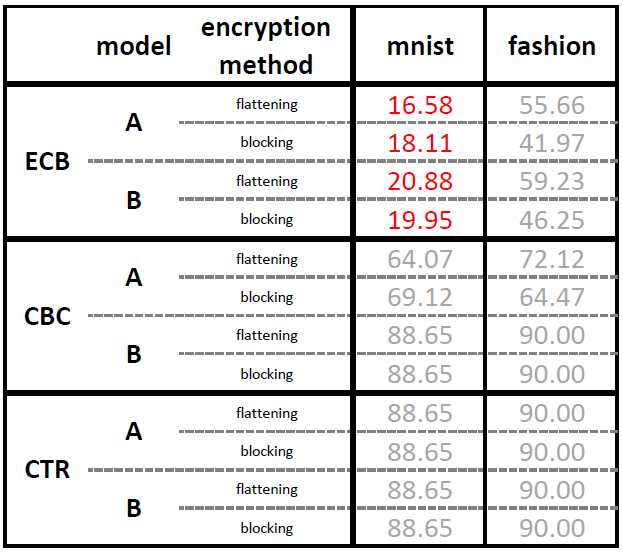 model encryption method mnist fashion
ECB A flattening 16.58 55.66
blocking 18.11 41.97
B flattening 20.88 59.23
blocking 19.95 46.25
CBC A flattening 64.07 72.12
blocking 69.12 64.47
B flattening 88.65 90.00
blocking 88.65 90.00
CTR A flattening 88.65 90.00
blocking 88.65 90.00
B flattening 88.65 90.00
blocking 88.65 90.00